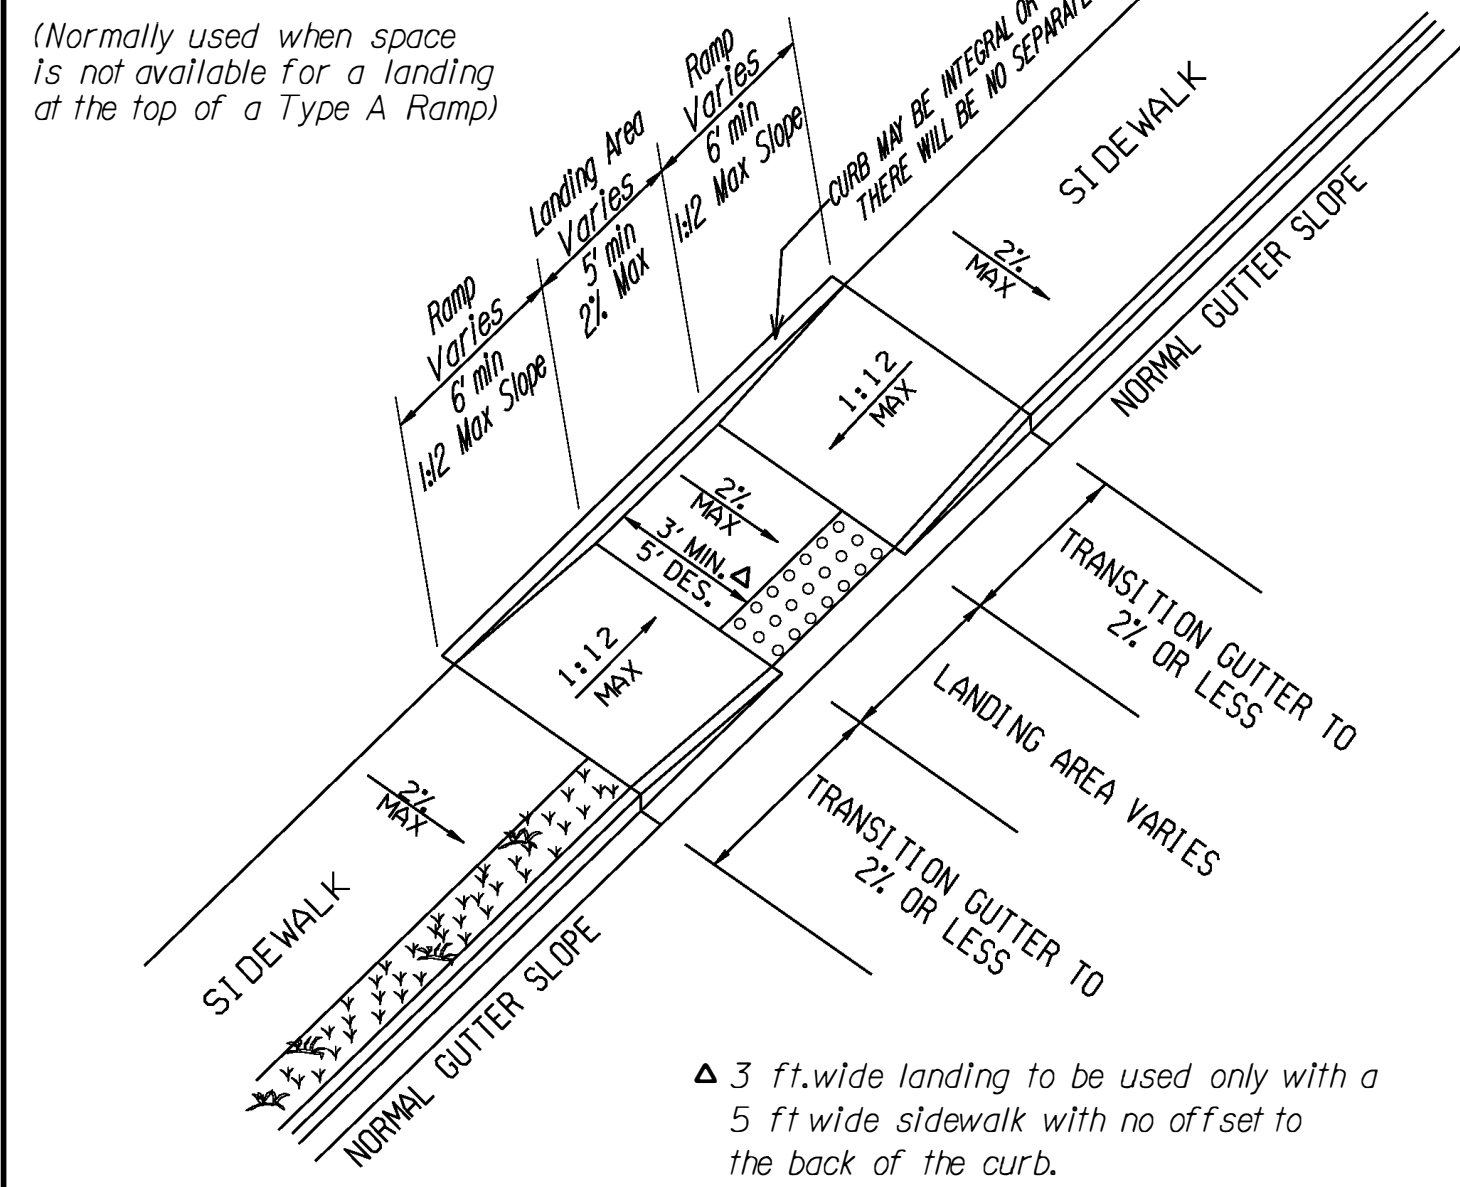 (Normally used when space
is not available for a landing
at the top of a Type A Ramp)
Ramp
Varies
6' min
1:12 Max Slope
Landing Area
Varies
5' min
2% Max
Ramp
Varies
6' min
1:12 Max Slope
CURB MAY BE INTEGRAL OR
THERE WILL BE NO SEPARATE
SIDEWALK
2%
MAX
NORMAL GUTTER SLOPE
1:12
MAX
2%
MAX
3' MIN. Δ
5' DES.
1:12
MAX
TRANSITION GUTTER TO
2% OR LESS
LANDING AREA VARIES
TRANSITION GUTTER TO
2% OR LESS
2%
MAX
SIDEWALK
NORMAL GUTTER SLOPE
Δ 3 ft.wide landing to be used only with a
5 ft wide sidewalk with no offset to
the back of the curb.